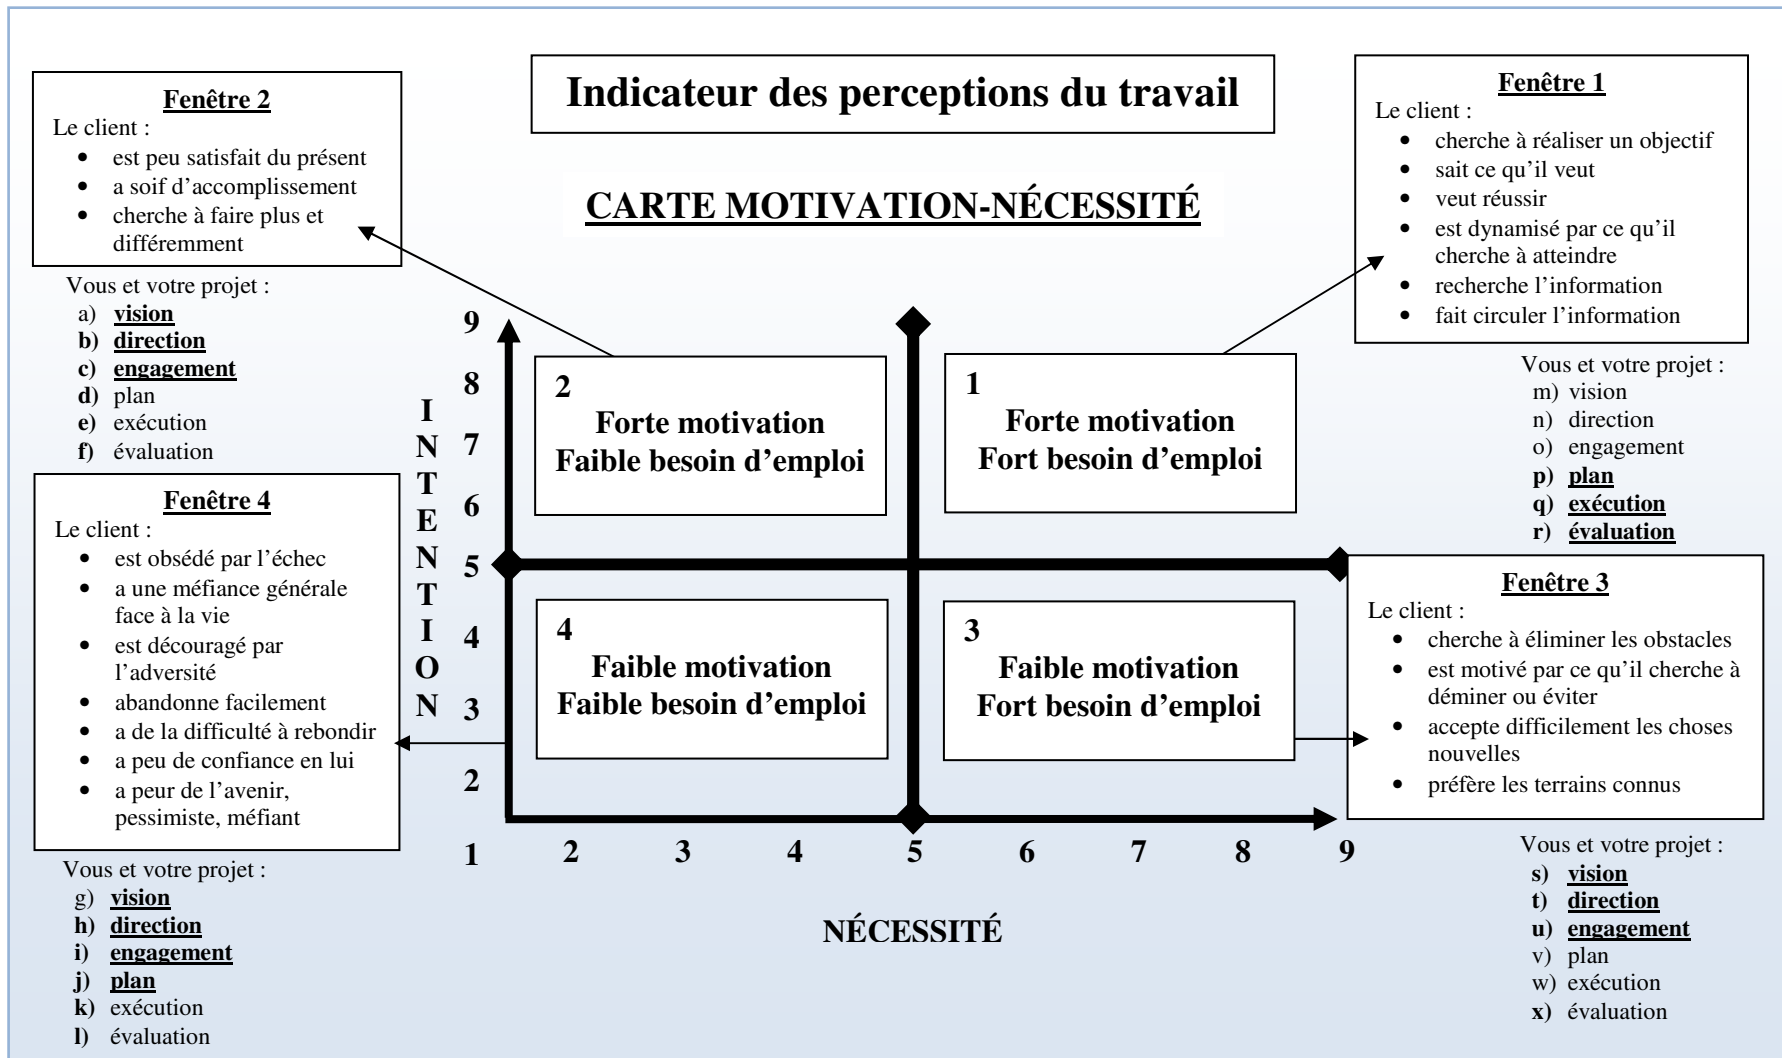 Indicateur des perceptions du travail
CARTE MOTIVATION-NÉCESSITÉ
Fenêtre 2
Le client :
• est peu satisfait du présent
• a soif d'accomplissement
• cherche à faire plus et
différemment
Vous et votre projet :
a) vision
b) direction
c) engagement
d) plan
e) exécution
f) évaluation
Fenêtre 1
Le client :
• cherche à réaliser un objectif
• sait ce qu'il veut
• veut réussir
• est dynamisé par ce qu'il
cherche à atteindre
• recherche l'information
• fait circuler l'information
Vous et votre projet :
m) vision
n) direction
o) engagement
p) plan
q) exécution
r) évaluation
INTENTION
9
8
7
6
5
4
3
2
1
2
Forte motivation
Faible besoin d'emploi
1
Forte motivation
Fort besoin d'emploi
4
Faible motivation
Faible besoin d'emploi
3
Faible motivation
Fort besoin d'emploi
2 3 4 5 6 7 8 9
NÉCESSITÉ
Fenêtre 4
Le client :
• est obsédé par l'échec
• a une méfiance générale
face à la vie
• est découragé par
l'adversité
• abandonne facilement
• a de la difficulté à rebondir
• a peu de confiance en lui
• a peur de l'avenir,
pessimiste, méfiant
Vous et votre projet :
g) vision
h) direction
i) engagement
j) plan
k) exécution
l) évaluation
Fenêtre 3
Le client :
• cherche à éliminer les obstacles
• est motivé par ce qu'il cherche à
déminer ou éviter
• accepte difficilement les choses
nouvelles
• préfère les terrains connus
Vous et votre projet :
s) vision
t) direction
u) engagement
v) plan
w) exécution
x) évaluation